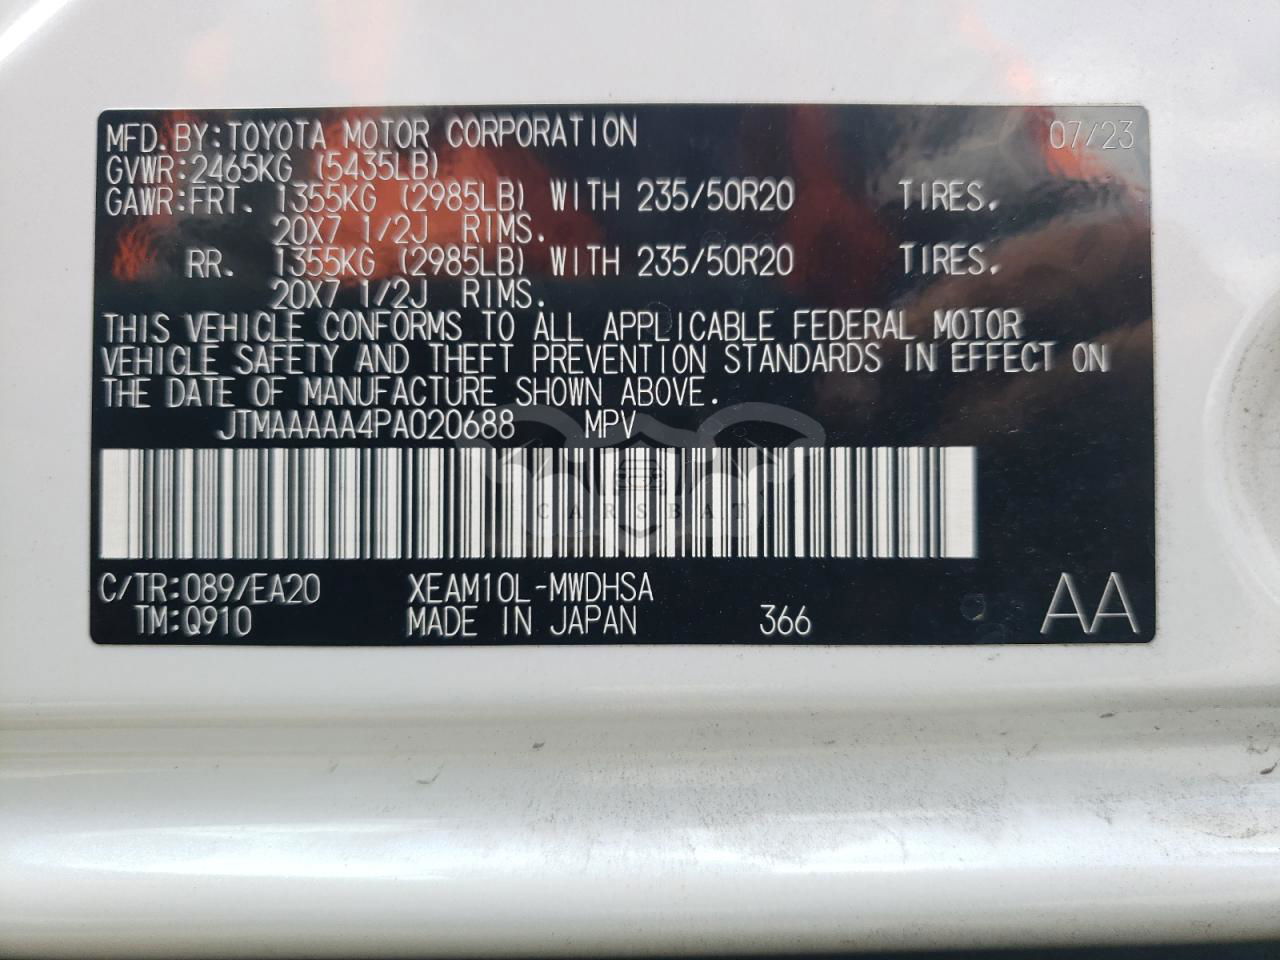 MFD.BY:TOYOTA MOTOR CORPORATION 07/23
GVWR:2465KG (5435LB)
GAWR:FRT. 1355KG (2985LB) WITH 235/50R20 TIRES.
20X7 1/2J RIMS.
RR. 1355KG (2985LB) WITH 235/50R20 TIRES.
20X7 1/2J RIMS.
THIS VEHICLE CONFORMS TO ALL APPLICABLE FEDERAL MOTOR
VEHICLE SAFETY AND THEFT PREVENTION STANDARDS IN EFFECT ON
THE DATE OF MANUFACTURE SHOWN ABOVE.
JTMAAAAA4PA020688 MPV
CARSBAT
C/TR:089/EA20 XEAM10L-MWDHSA
TM:Q910 MADE IN JAPAN 366 AA